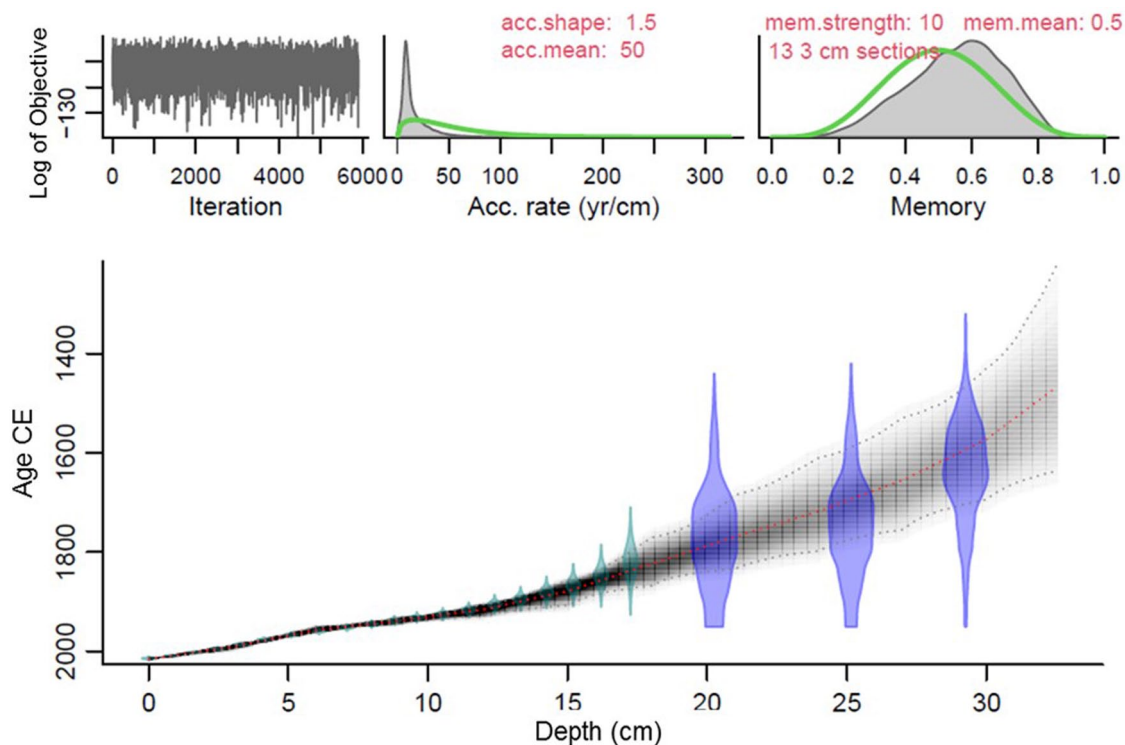 acc.shape: 1.5
acc.mean: 50
mem.strength: 10 mem.mean: 0.5
13 3 cm sections
Log of Objective
−130
0 2000 4000 6000
Iteration
0 50 100 200 300
Acc. rate (yr/cm)
0.0 0.2 0.4 0.6 0.8 1.0
Memory
Age CE
1400
1600
1800
2000
0 5 10 15 20 25 30
Depth (cm)